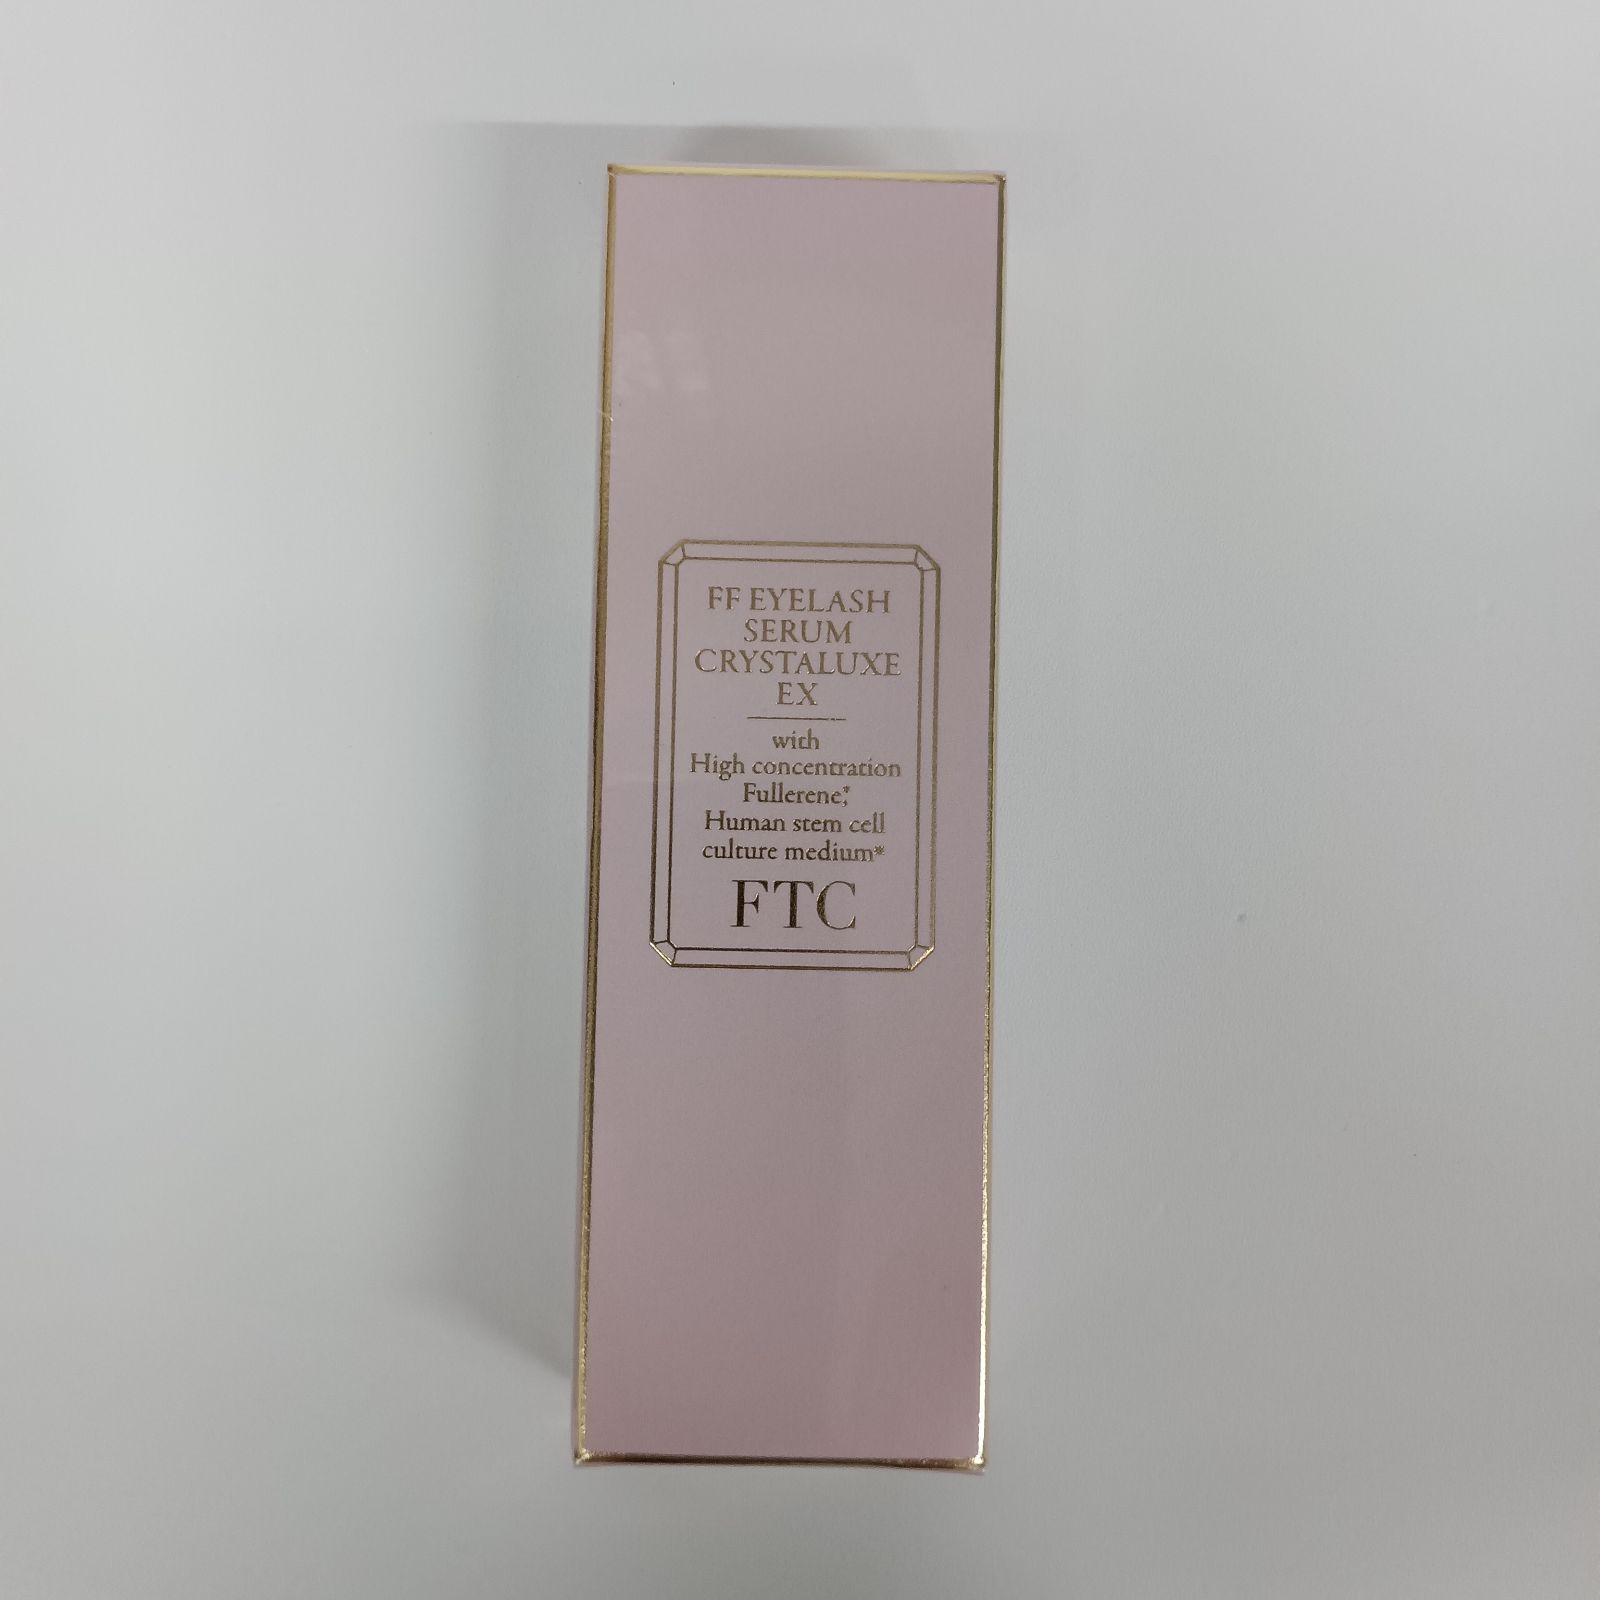 FF EYELASH
SERUM
CRYSTALUXE
EX
with
High concentration
Fullerene,*
Human stem cell
culture medium*
FTC